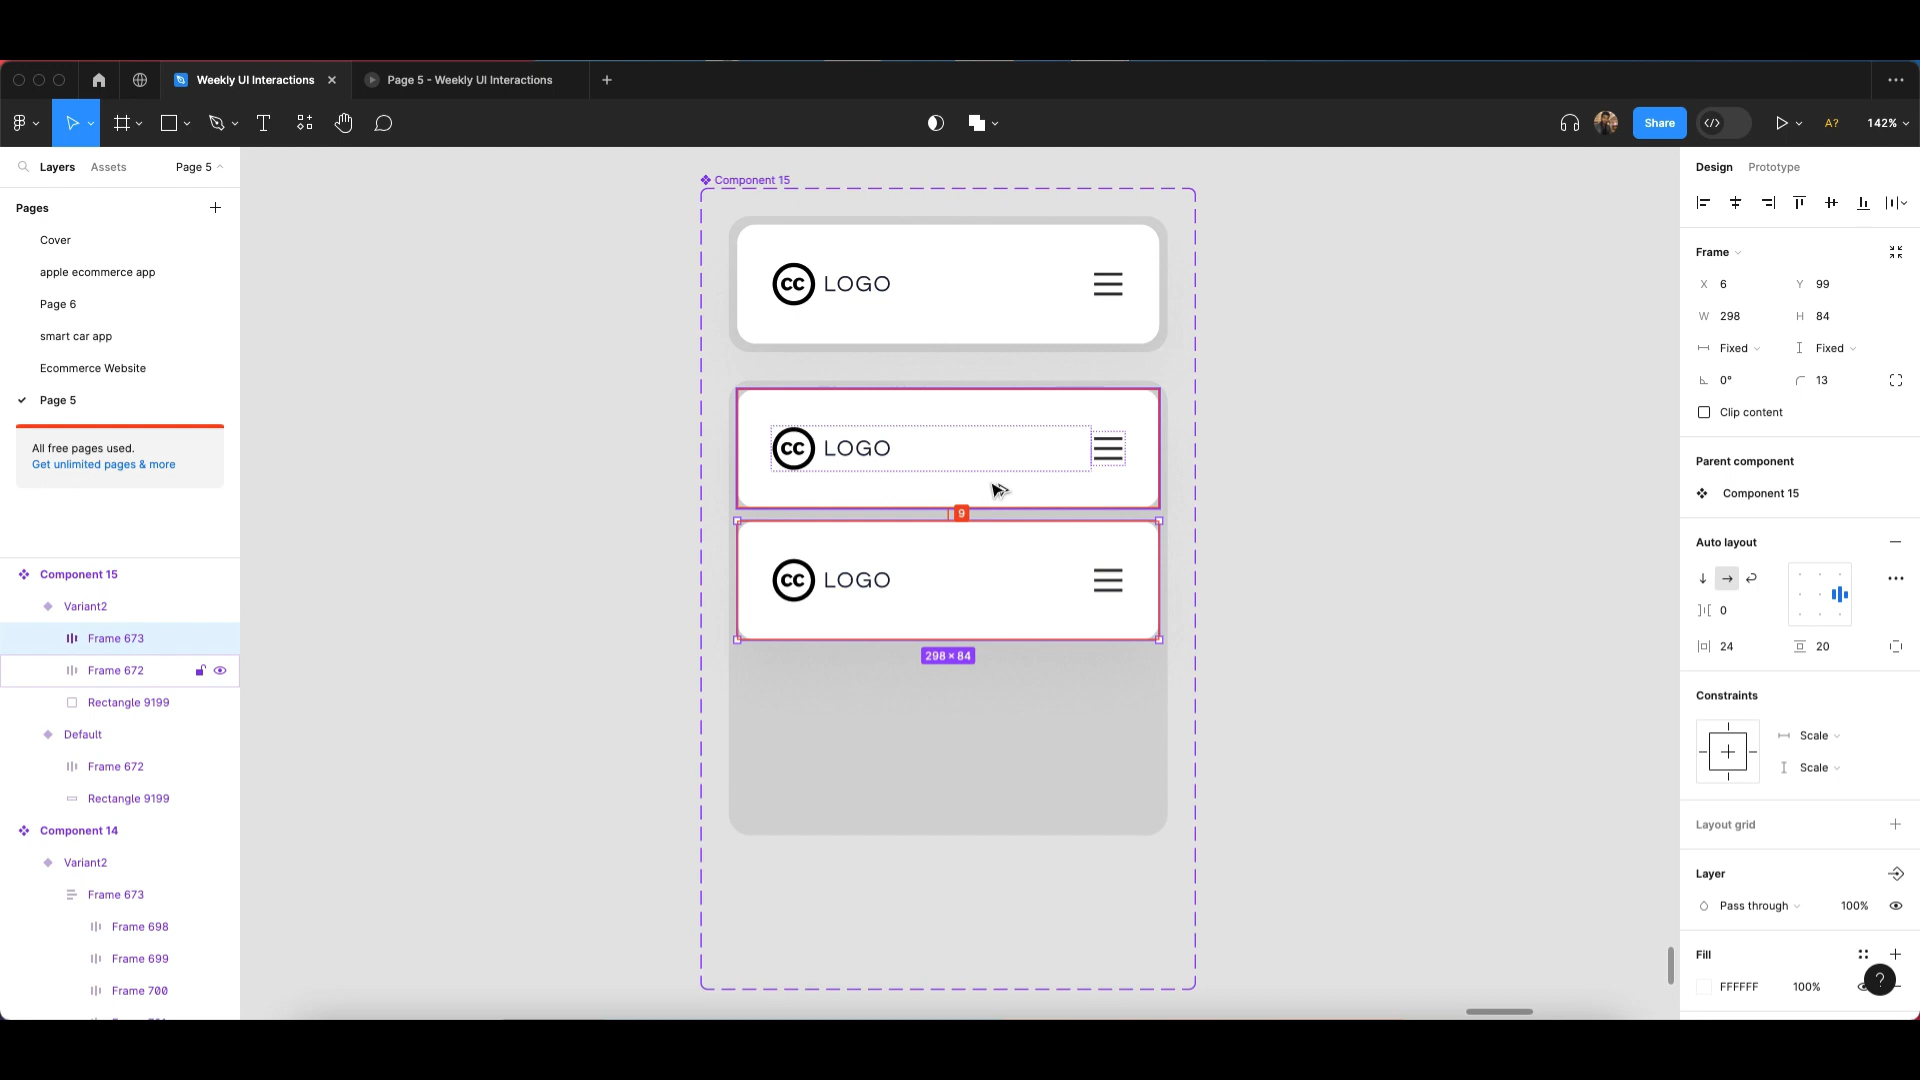 Weekly UI Interactions
Page 5 - Weekly UI Interactions
Share
A?
142%
Layers
Assets
Page 5
Pages
Cover
apple ecommerce app
Page 6
smart car app
Ecommerce Website
Page 5
All free pages used.
Get unlimited pages & more
Component 15
Variant2
Frame 673
Frame 672
Rectangle 9199
Default
Frame 672
Rectangle 9199
Component 14
Variant2
Frame 673
Frame 698
Frame 699
Frame 700
Component 15
CC LOGO
CC LOGO
9
CC LOGO
298 × 84
Design
Prototype
Frame
X 6
Y 99
W 298
H 84
Fixed
Fixed
0°
13
Clip content
Parent component
Component 15
Auto layout
0
24
20
Constraints
Scale
Scale
Layout grid
Layer
Pass through
100%
Fill
FFFFFF
100%
?